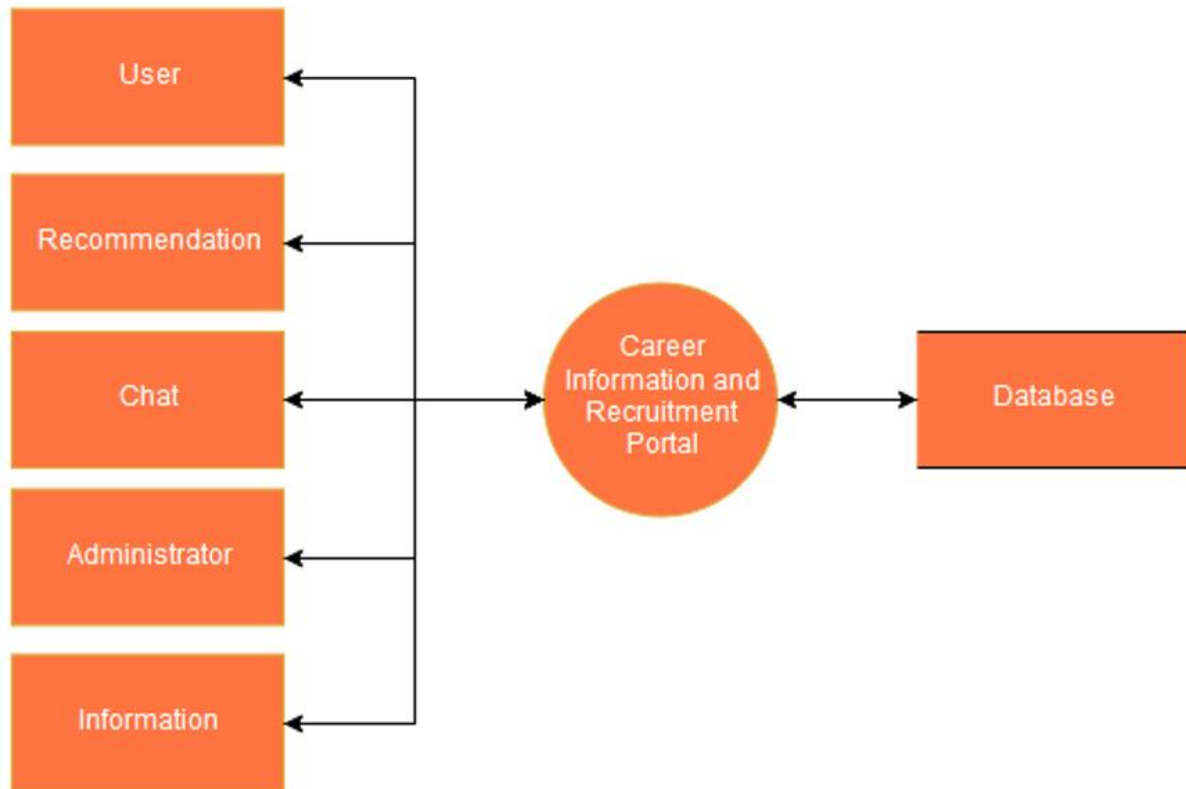 User
Recommendation
Chat
Administrator
Information
Career
Information and
Recruitment
Portal
Database